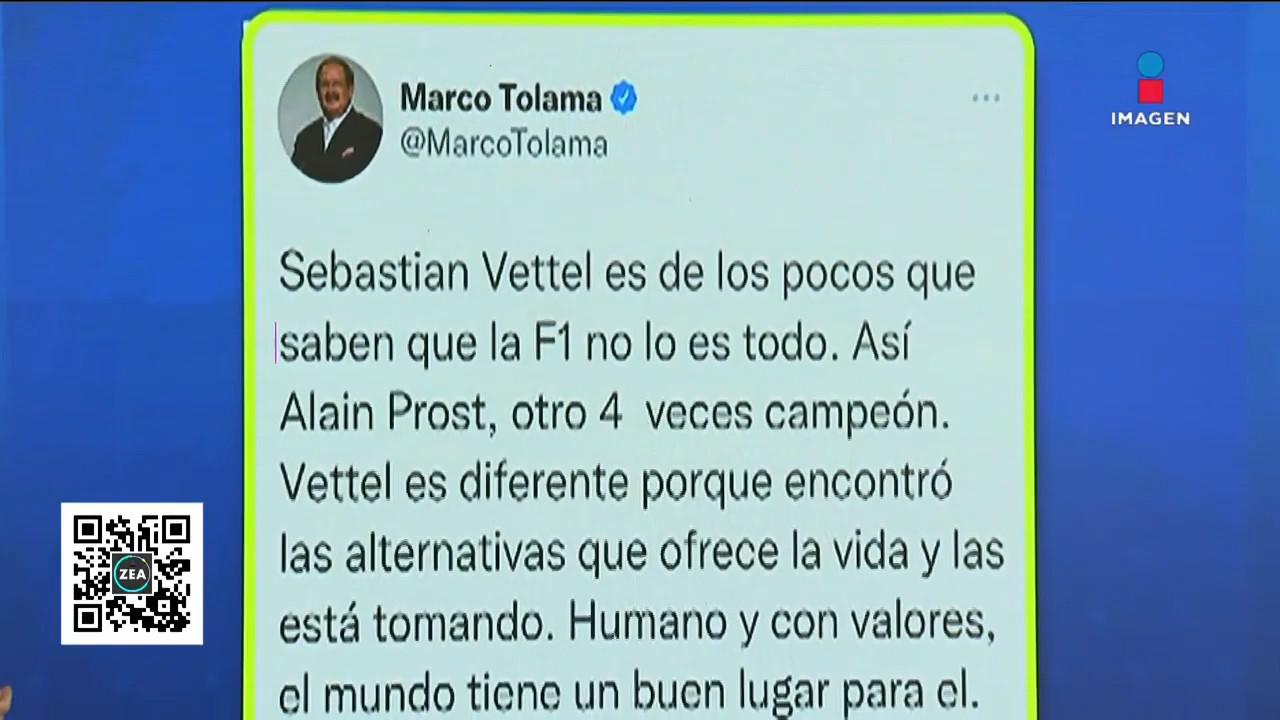 Marco Tolama
@MarcoTolama
IMAGEN
Sebastian Vettel es de los pocos que
saben que la F1 no lo es todo. Así
Alain Prost, otro 4 veces campeón.
Vettel es diferente porque encontró
las alternativas que ofrece la vida y las
está tomando. Humano y con valores,
el mundo tiene un buen lugar para el.
ZEA